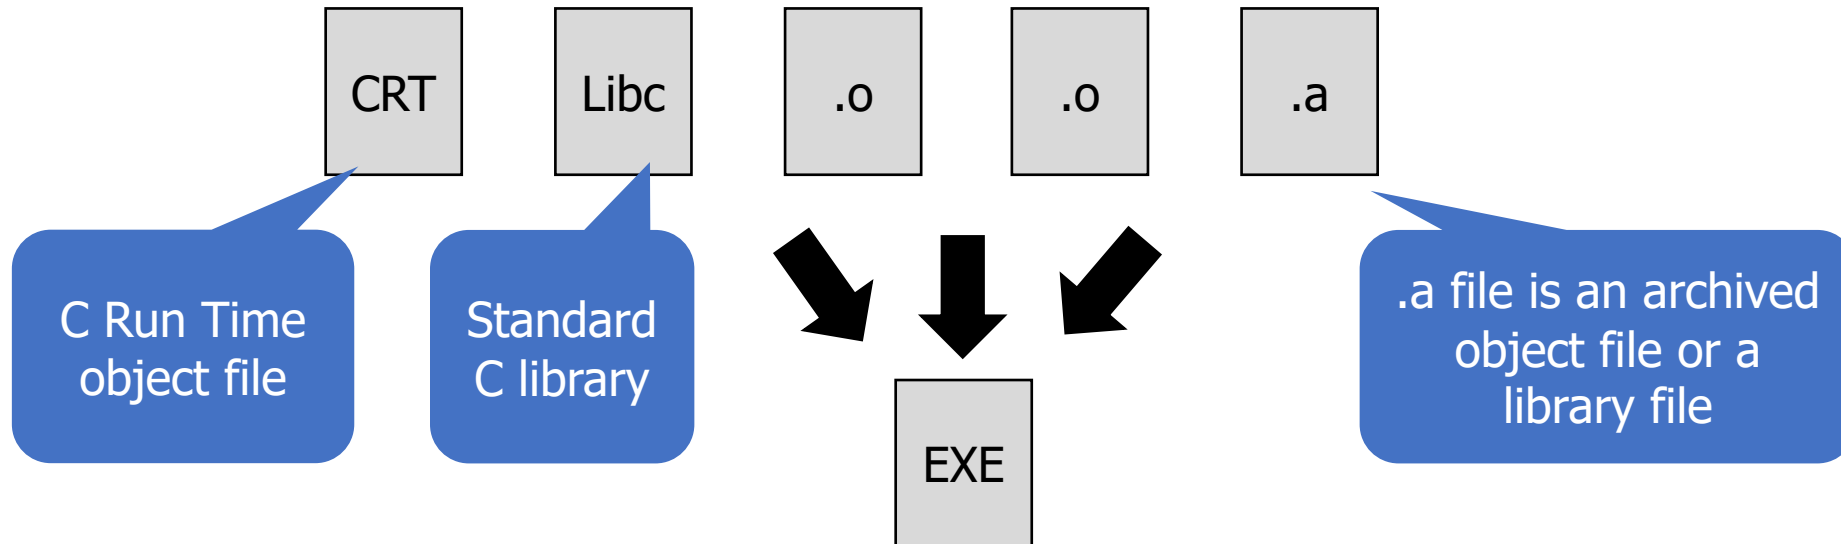 CRT
Libc
.o
.o
.a
C Run Time
object file
Standard
C library
.a file is an archived
object file or a
library file
EXE